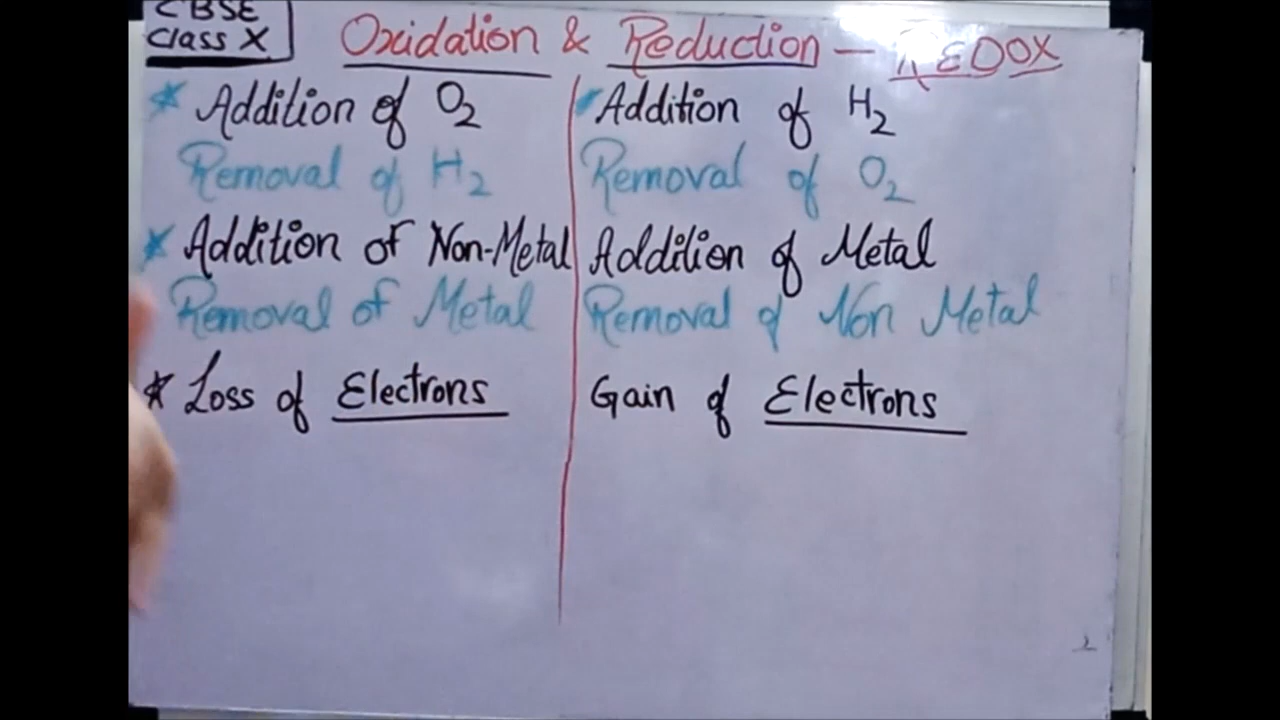 CBSE
Class X
Oxidation & Reduction — REDOX
* Addition of O2
Removal of H2
* Addition of Non-Metal
Removal of Metal
* Loss of Electrons
Addition of H2
Removal of O2
Addition of Metal
Removal of Non Metal
Gain of Electrons
2